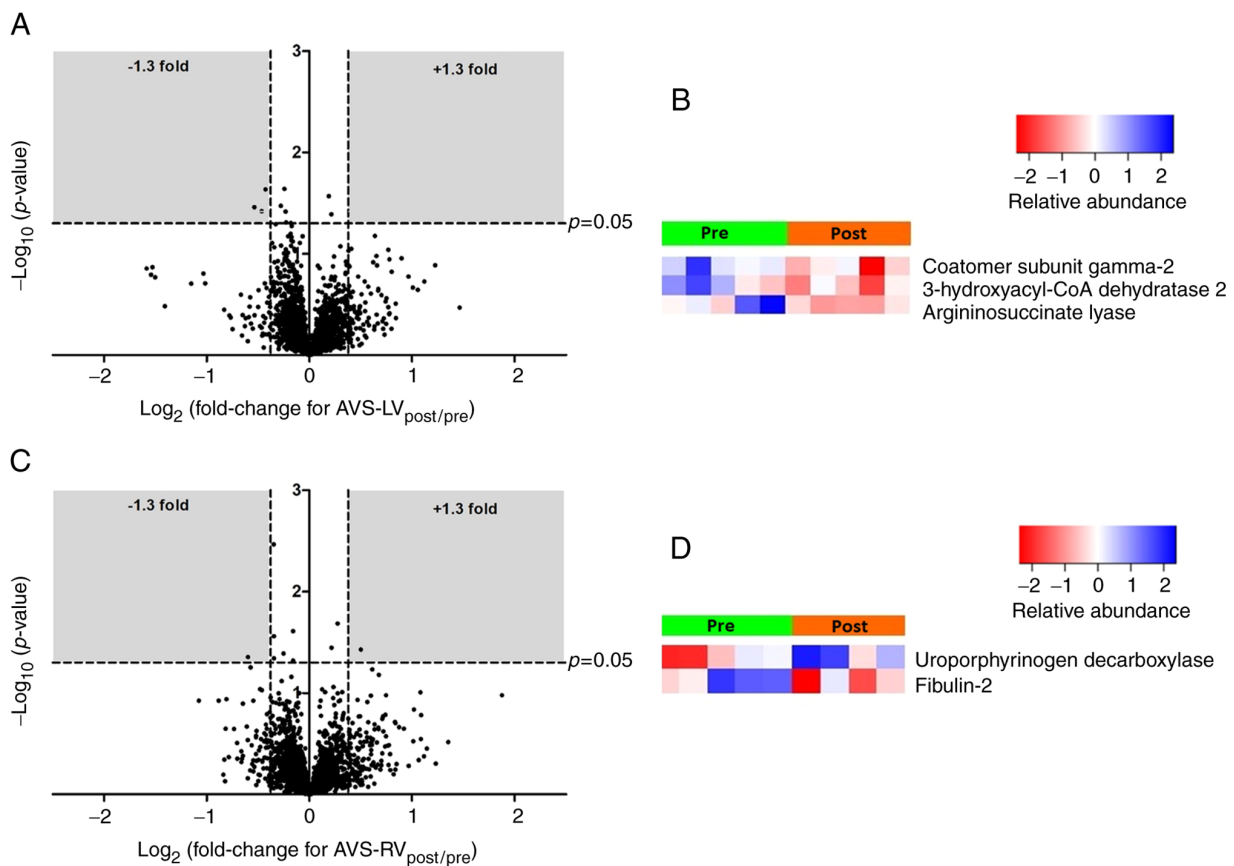 A
-1.3 fold
3
+1.3 fold
2
p=0.05
−Log10 (p-value)
−2 −1 0 1 2
Log2 (fold-change for AVS-LVpost/pre)
B
−2 −1 0 1 2
Relative abundance
Pre Post
Coatomer subunit gamma-2
3-hydroxyacyl-CoA dehydratase 2
Argininosuccinate lyase
C
-1.3 fold
3
+1.3 fold
2
p=0.05
1
−Log10 (p-value)
−2 −1 0 1 2
Log2 (fold-change for AVS-RVpost/pre)
D
−2 −1 0 1 2
Relative abundance
Pre Post
Uroporphyrinogen decarboxylase
Fibulin-2